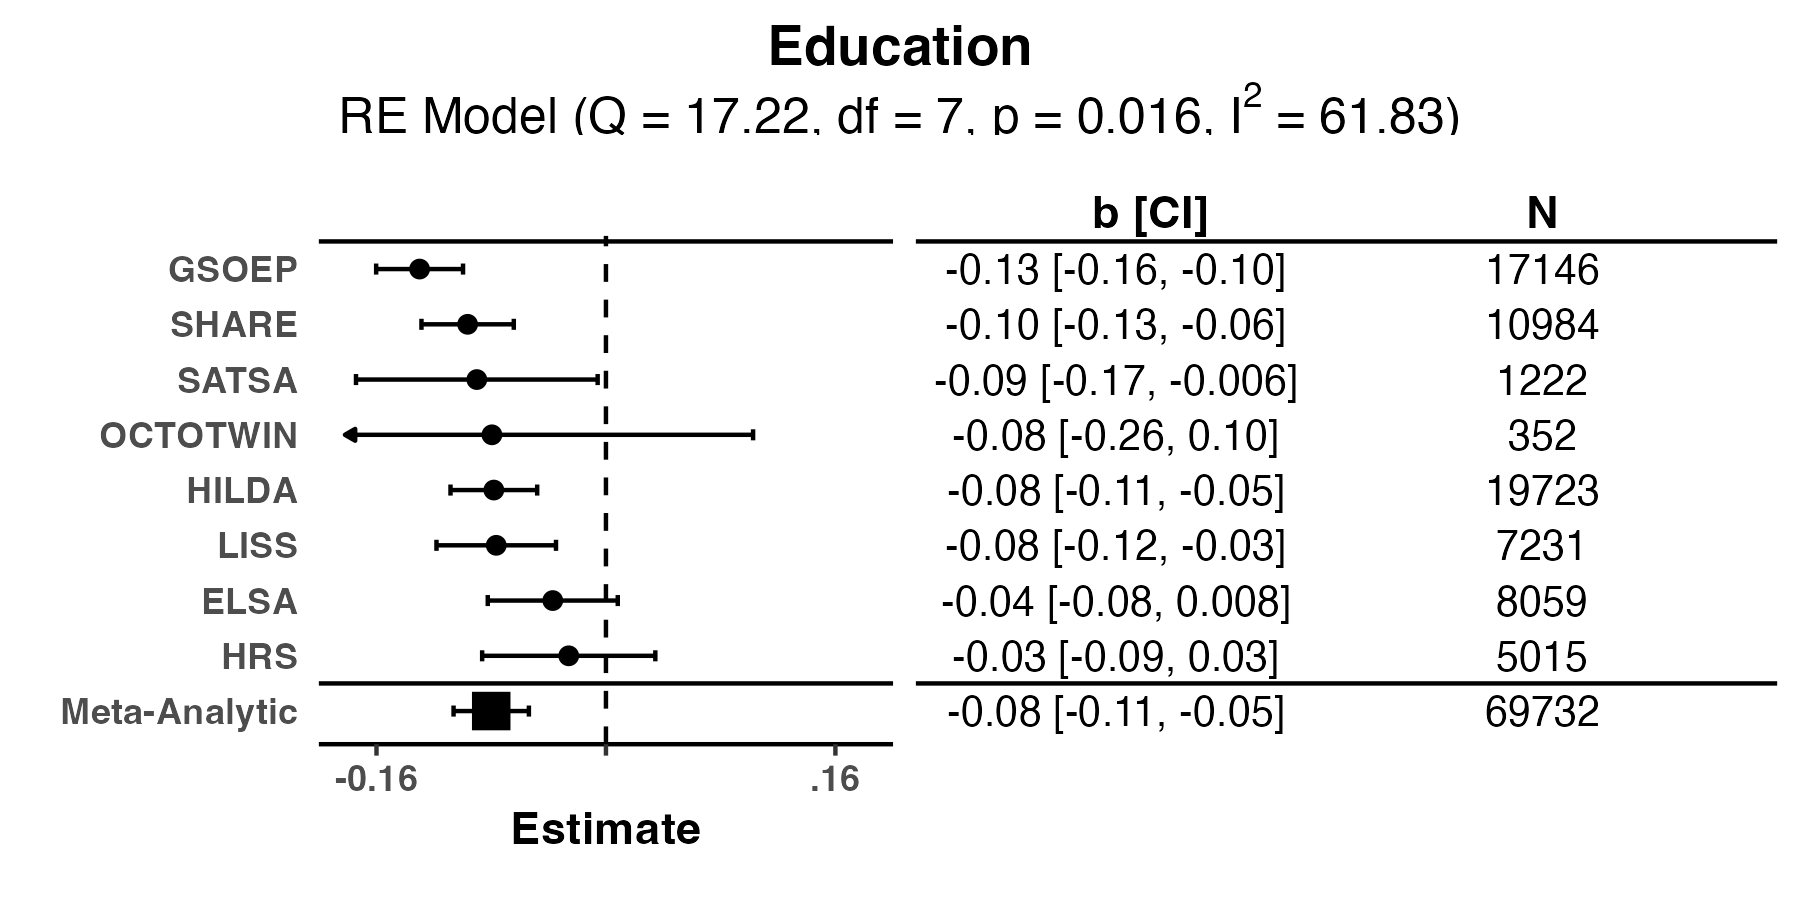 Education
RE Model (Q = 17.22, df = 7, p = 0.016, I² = 61.83)
b [CI] N
GSOEP -0.13 [-0.16, -0.10] 17146
SHARE -0.10 [-0.13, -0.06] 10984
SATSA -0.09 [-0.17, -0.006] 1222
OCTOTWIN -0.08 [-0.26, 0.10] 352
HILDA -0.08 [-0.11, -0.05] 19723
LISS -0.08 [-0.12, -0.03] 7231
ELSA -0.04 [-0.08, 0.008] 8059
HRS -0.03 [-0.09, 0.03] 5015
Meta-Analytic -0.08 [-0.11, -0.05] 69732
-0.16 .16
Estimate